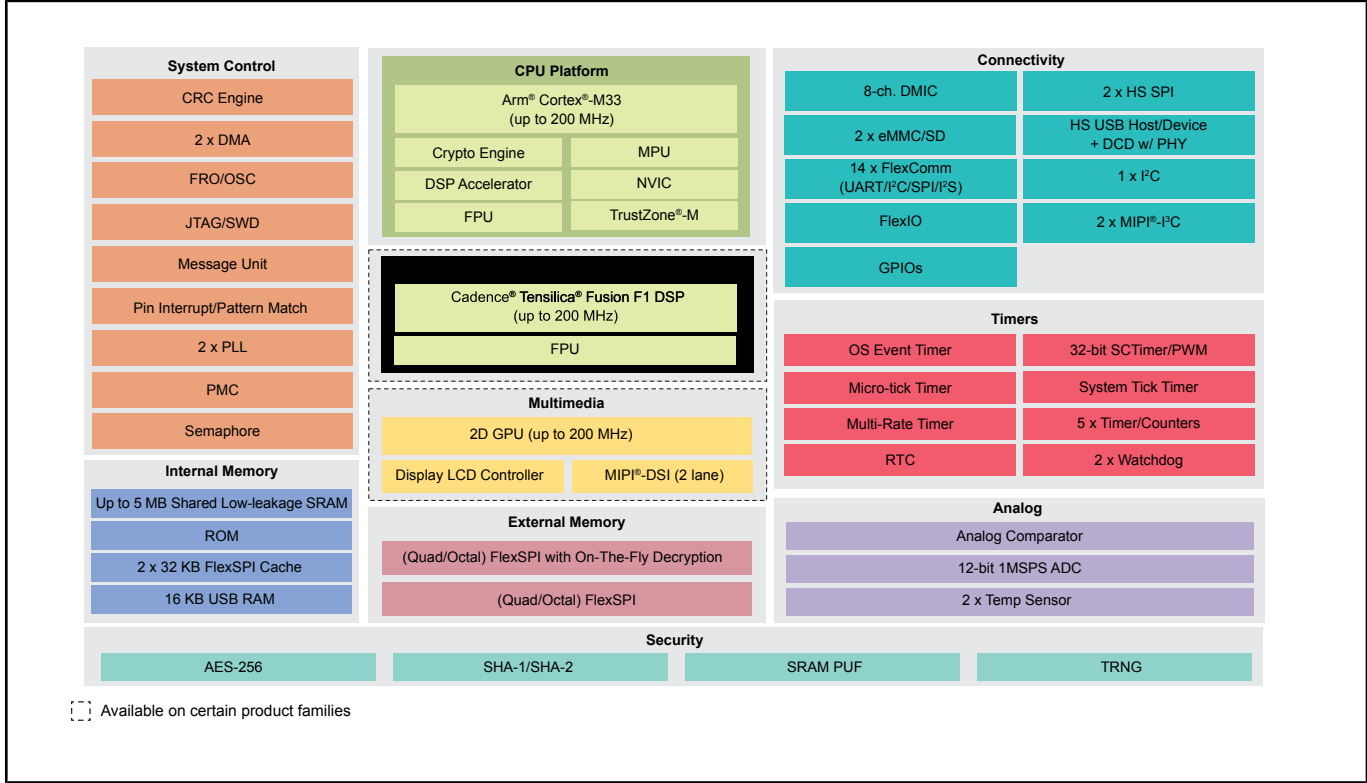 System Control
CRC Engine
2 x DMA
FRO/OSC
JTAG/SWD
Message Unit
Pin Interrupt/Pattern Match
2 x PLL
PMC
Semaphore
Internal Memory
Up to 5 MB Shared Low-leakage SRAM
ROM
2 x 32 KB FlexSPI Cache
16 KB USB RAM
CPU Platform
Arm® Cortex®-M33
(up to 200 MHz)
Crypto Engine
MPU
DSP Accelerator
NVIC
FPU
TrustZone®-M
Cadence® Tensilica® Fusion F1 DSP
(up to 200 MHz)
FPU
Multimedia
2D GPU (up to 200 MHz)
Display LCD Controller
MIPI®-DSI (2 lane)
External Memory
(Quad/Octal) FlexSPI with On-The-Fly Decryption
(Quad/Octal) FlexSPI
Connectivity
8-ch. DMIC
2 x HS SPI
2 x eMMC/SD
HS USB Host/Device
+ DCD w/ PHY
14 x FlexComm
(UART/I²C/SPI/I²S)
1 x I²C
FlexIO
2 x MIPI®-I³C
GPIOs
Timers
OS Event Timer
32-bit SCTimer/PWM
Micro-tick Timer
System Tick Timer
Multi-Rate Timer
5 x Timer/Counters
RTC
2 x Watchdog
Analog
Analog Comparator
12-bit 1MSPS ADC
2 x Temp Sensor
Security
AES-256
SHA-1/SHA-2
SRAM PUF
TRNG
Available on certain product families